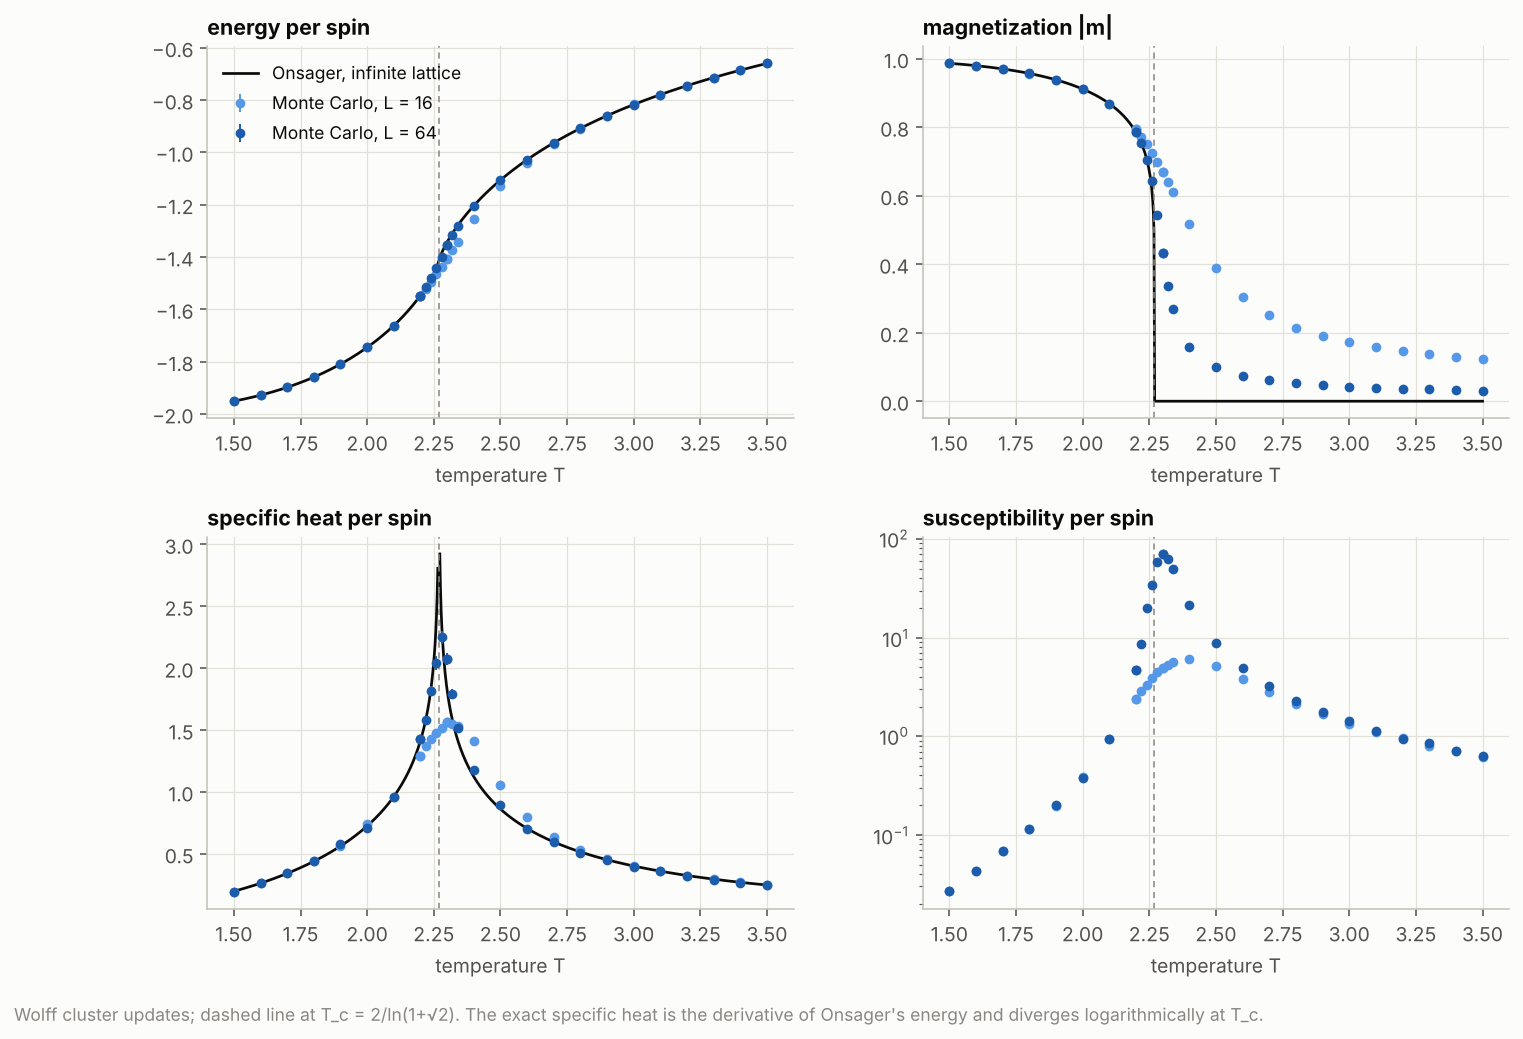 energy per spin
−0.6
−0.8
−1.0
−1.2
−1.4
−1.6
−1.8
−2.0
Onsager, infinite lattice
Monte Carlo, L = 16
Monte Carlo, L = 64
1.50 1.75 2.00 2.25 2.50 2.75 3.00 3.25 3.50
temperature T
magnetization |m|
1.0
0.8
0.6
0.4
0.2
0.0
1.50 1.75 2.00 2.25 2.50 2.75 3.00 3.25 3.50
temperature T
specific heat per spin
3.0
2.5
2.0
1.5
1.0
0.5
1.50 1.75 2.00 2.25 2.50 2.75 3.00 3.25 3.50
temperature T
susceptibility per spin
10²
10¹
10⁰
10⁻¹
1.50 1.75 2.00 2.25 2.50 2.75 3.00 3.25 3.50
temperature T
Wolff cluster updates; dashed line at T_c = 2/ln(1+√2). The exact specific heat is the derivative of Onsager's energy and diverges logarithmically at T_c.